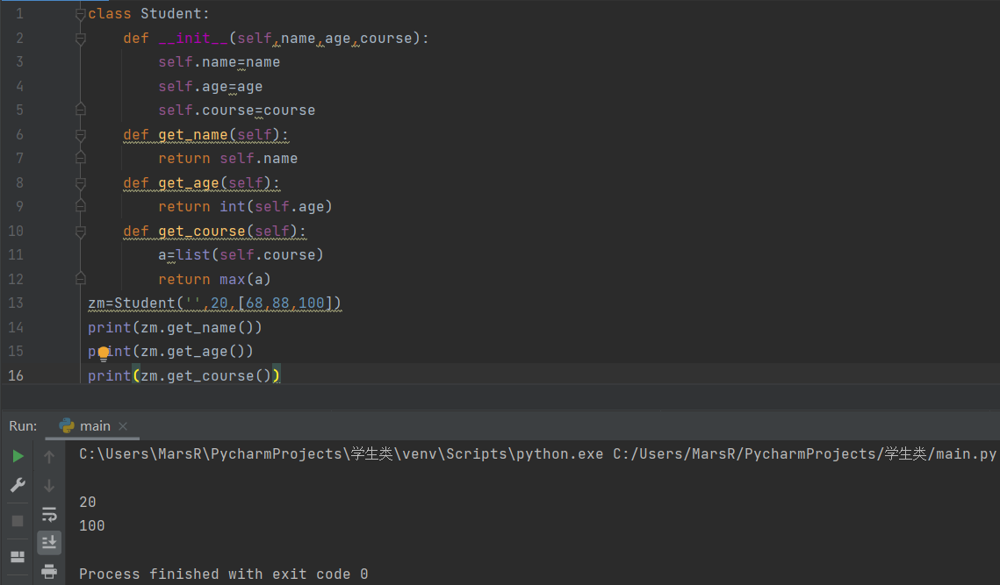 1 class Student:
2 def __init__(self,name,age,course):
3 self.name=name
4 self.age=age
5 self.course=course
6 def get_name(self):
7 return self.name
8 def get_age(self):
9 return int(self.age)
10 def get_course(self):
11 a=list(self.course)
12 return max(a)
13 zm=Student('',20,[68,88,100])
14 print(zm.get_name())
15 print(zm.get_age())
16 print(zm.get_course())
Run: main
C:\Users\MarsR\PycharmProjects\学生类\venv\Scripts\python.exe C:/Users/MarsR/PycharmProjects/学生类/main.py
20
100
Process finished with exit code 0